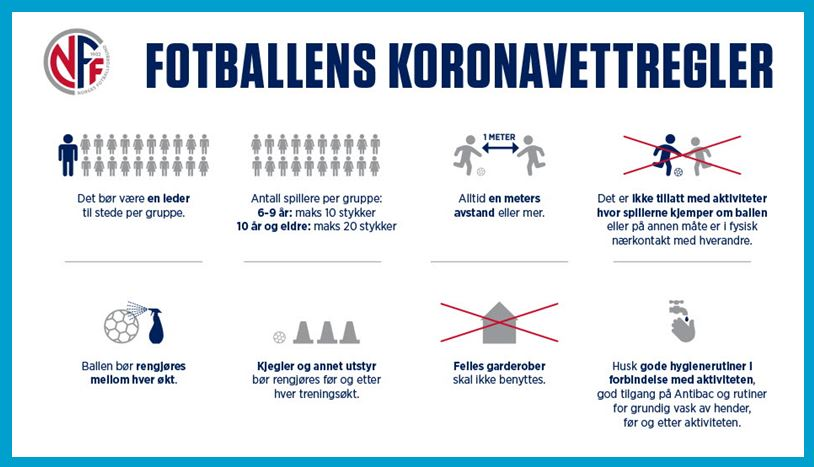 NFF
1902
NORGES FOTBALLFORBUND
FOTBALLENS KORONAVETTREGLER
Det bør være en leder
til stede per gruppe.
Antall spillere per gruppe:
6-9 år: maks 10 stykker
10 år og eldre: maks 20 stykker
1 METER
Alltid en meters
avstand eller mer.
Det er ikke tillatt med aktiviteter
hvor spillerne kjemper om ballen
eller på annen måte er i fysisk
nærkontakt med hverandre.
Ballen bør rengjøres
mellom hver økt.
Kjegler og annet utstyr
bør rengjøres før og etter
hver treningsøkt.
Felles garderober
skal ikke benyttes.
Husk gode hygienerutiner i
forbindelse med aktiviteten,
god tilgang på Antibac og rutiner
for grundig vask av hender,
før og etter aktiviteten.